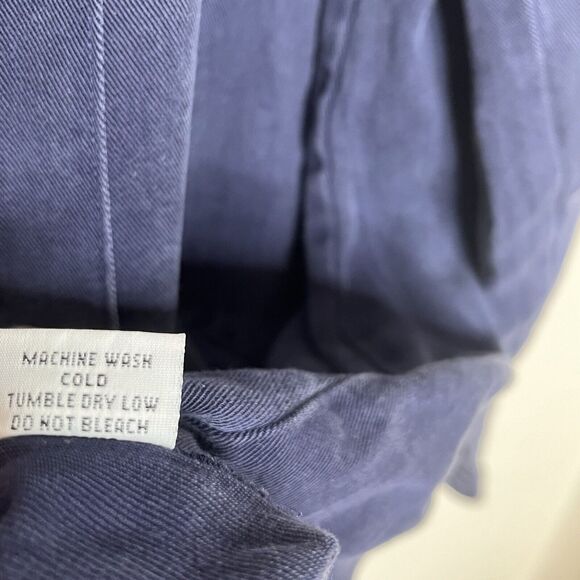 MACHINE WASH
COLD
TUMBLE DRY LOW
DO NOT BLEACH